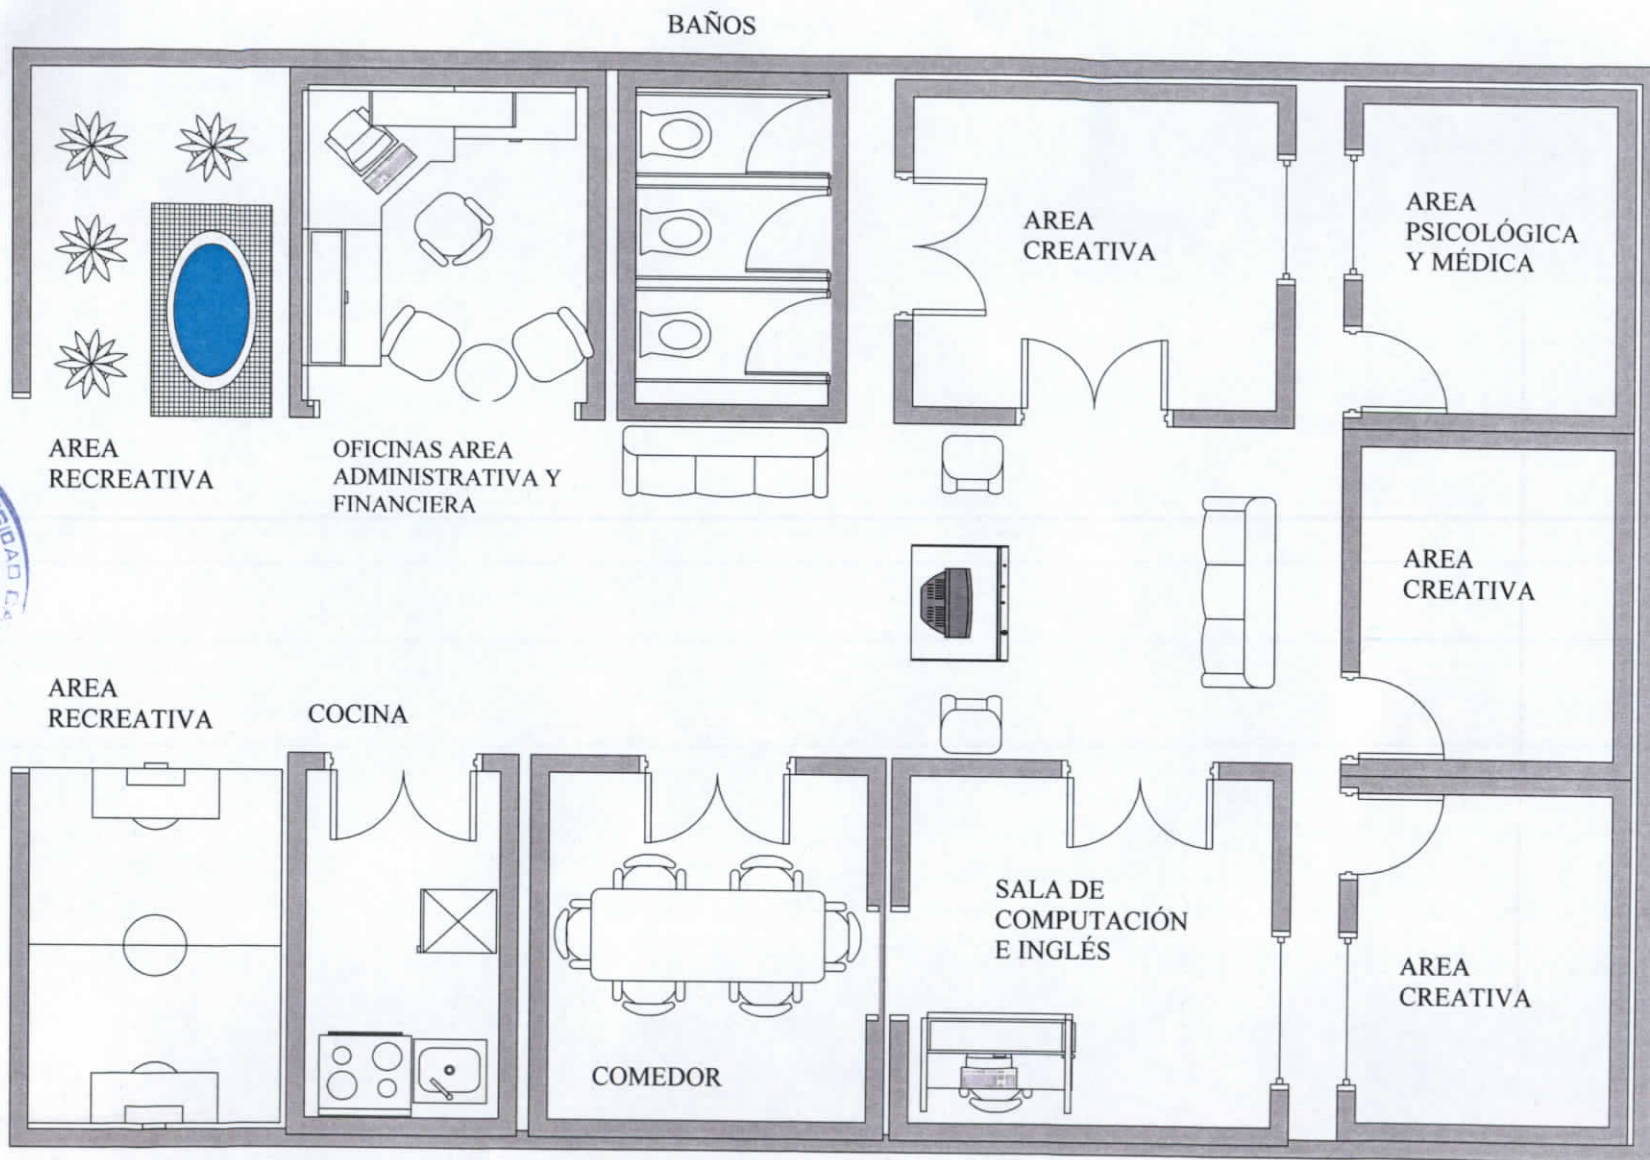 BAÑOS
AREA
CREATIVA
AREA
PSICOLÓGICA
Y MÉDICA
AREA
RECREATIVA
OFICINAS AREA
ADMINISTRATIVA Y
FINANCIERA
AREA
CREATIVA
AREA
RECREATIVA
COCINA
SALA DE
COMPUTACIÓN
E INGLÉS
AREA
CREATIVA
COMEDOR